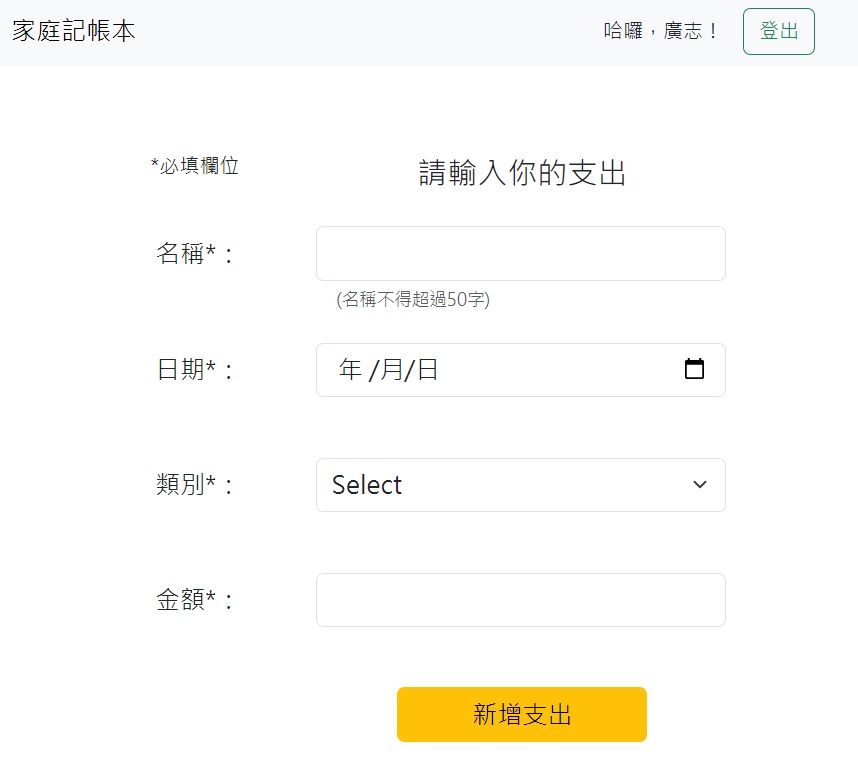 家庭記帳本
哈囉，廣志！
登出
*必填欄位
請輸入你的支出
名稱*：
(名稱不得超過50字)
日期*：
年 /月/日
類別*：
Select
金額*：
新增支出